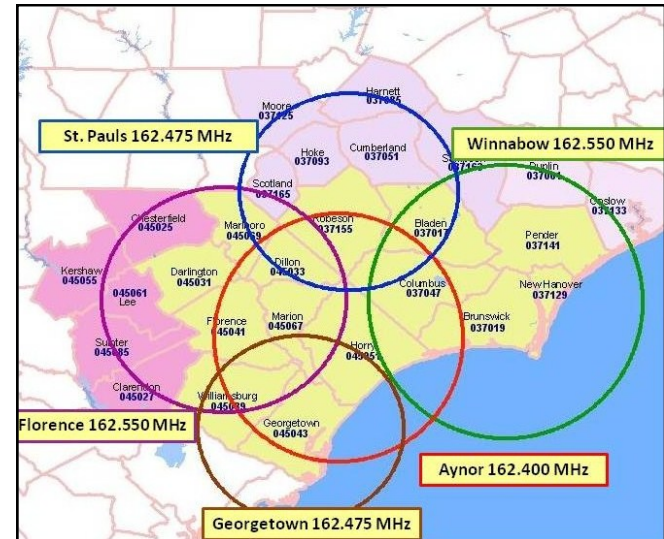 Harnett
037085
Moore
037125
St. Pauls 162.475 MHz
Winnabow 162.550 MHz
Hoke
037093
Cumberland
037051
Duplin
Scotland
037165
Onslow
037133
Chesterfield
045025
Marlboro
045069
Robeson
037155
Bladen
037017
Pender
037141
Kershaw
045055
045061
Lee
Darlington
045031
Dillon
045033
Columbus
037047
New Hanover
037129
Florence
045041
Marion
045067
Brunswick
037019
Sumter
045085
Horry
045051
Clarendon
045027
Williamsburg
Georgetown
045043
Florence 162.550 MHz
Aynor 162.400 MHz
Georgetown 162.475 MHz